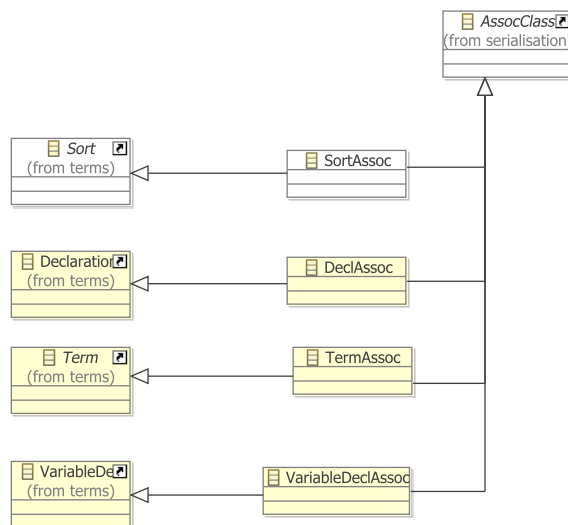 AssocClass
(from serialisation)
Sort
(from terms)
SortAssoc
Declaration
(from terms)
DeclAssoc
Term
(from terms)
TermAssoc
VariableDe
(from terms)
VariableDeclAssoc